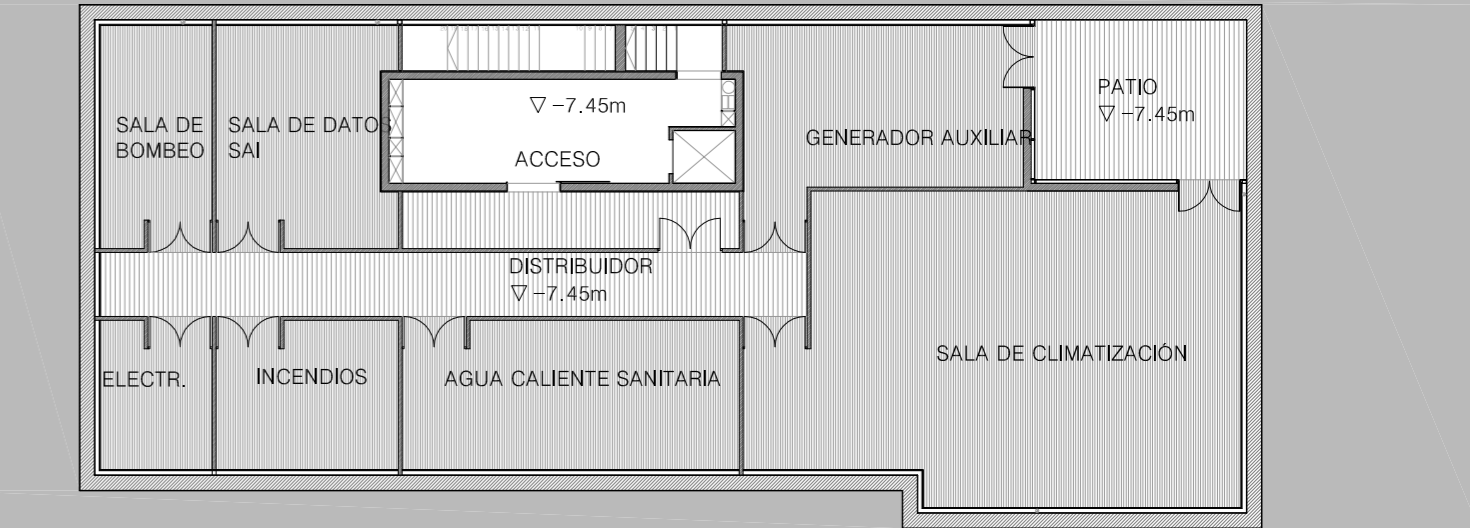 PATIO
▽ -7.45m
▽ -7.45m
SALA DE
BOMBEO
SALA DE DATOS
SAI
GENERADOR AUXILIAR
ACCESO
DISTRIBUIDOR
▽ -7.45m
SALA DE CLIMATIZACIÓN
ELECTR.
INCENDIOS
AGUA CALIENTE SANITARIA